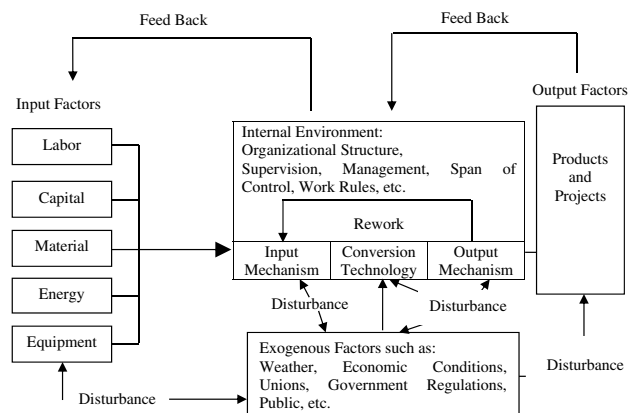 Feed Back
Feed Back
Input Factors
Output Factors
Labor
Capital
Material
Energy
Equipment
Internal Environment:
Organizational Structure,
Supervision, Management, Span of
Control, Work Rules, etc.
Rework
Input
Mechanism
Conversion
Technology
Output
Mechanism
Products
and
Projects
Disturbance
Disturbance
Exogenous Factors such as:
Weather, Economic Conditions,
Unions, Government Regulations,
Public, etc.
Disturbance
Disturbance